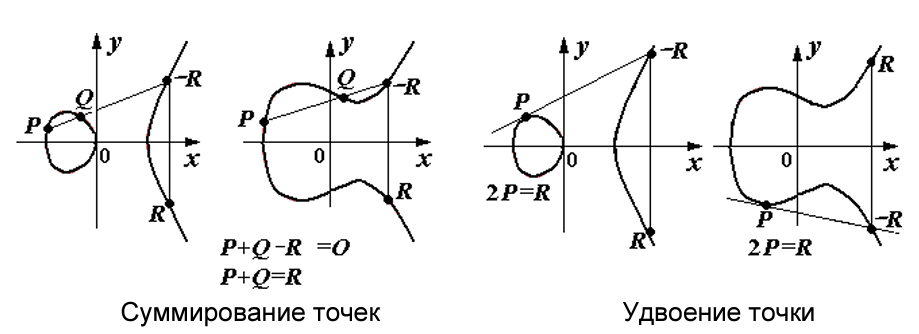 y
Q
P
-R
0
x
R
y
Q
P
-R
0
x
R
P+Q-R =O
P+Q=R
Суммирование точек
y
-R
P
0
x
2P=R
R
y
R
0
x
P
-R
2P=R
Удвоение точки